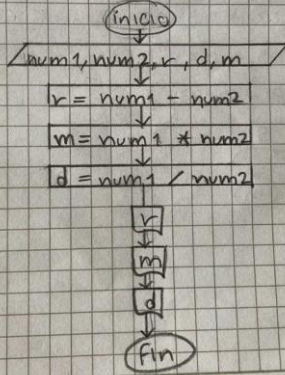 inicio
num1, num2, r, d, m
r = num1 - num2
m = num1 * num2
d = num1 / num2
r
m
d
Fin